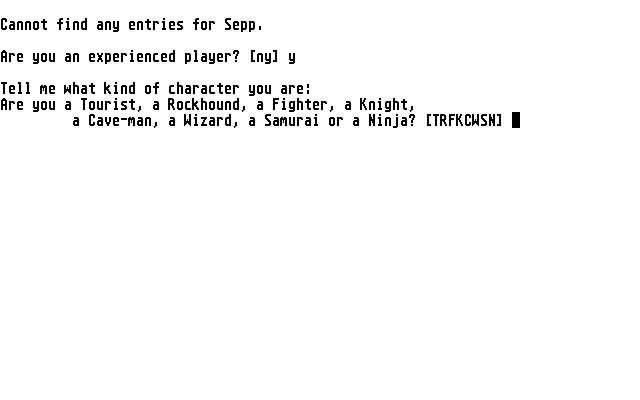 Cannot find any entries for Sepp.
Are you an experienced player? [ny] y
Tell me what kind of character you are:
Are you a Tourist, a Rockhound, a Fighter, a Knight,
a Cave-man, a Wizard, a Samurai or a Ninja? [TRFKCWSN]